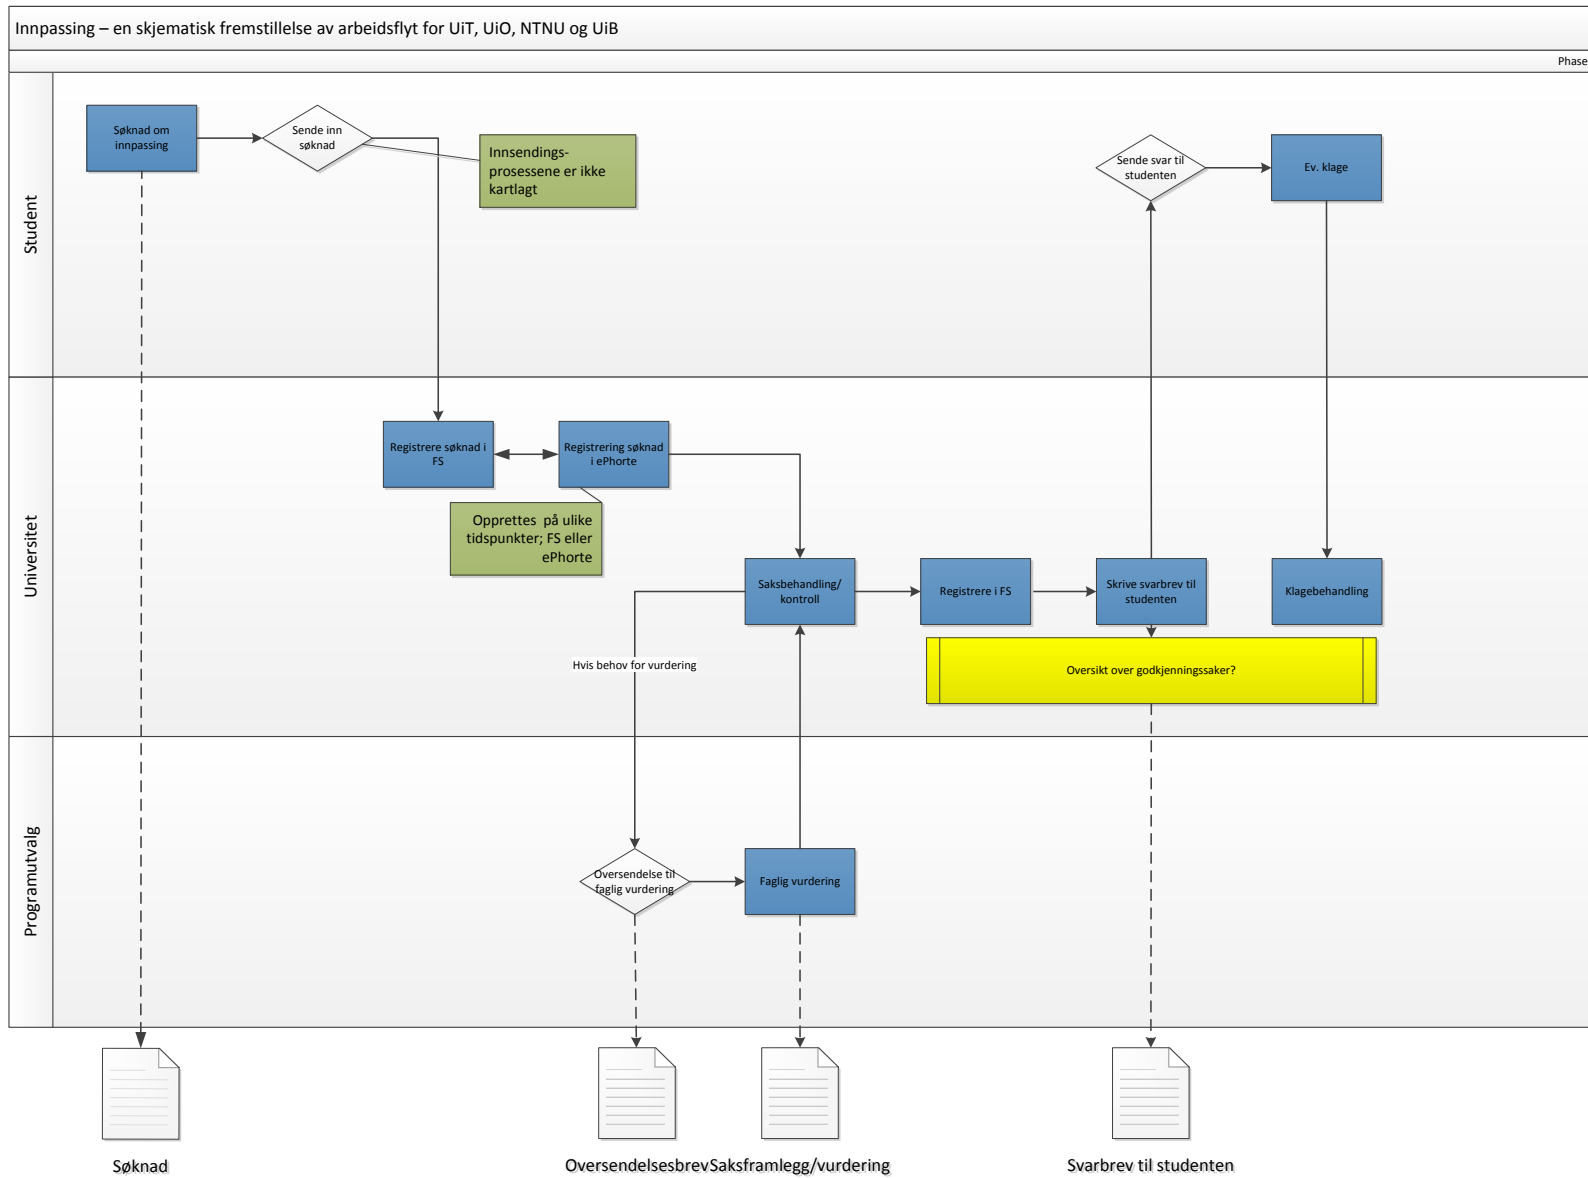 Innpassing – en skjematisk fremstillelse av arbeidsflyt for UiT, UiO, NTNU og UiB
Phase
Student
Søknad om
innpassing
Sende inn
søknad
Innsendings-
prosessene er ikke
kartlagt
Sende svar til
studenten
Ev. klage
Universitet
Registrere søknad i
FS
Registrering søknad
i ePhorte
Opprettes  på ulike
tidspunkter; FS eller
ePhorte
Saksbehandling/
kontroll
Registrere i FS
Skrive svarbrev til
studenten
Klagebehandling
Hvis behov for vurdering
Oversikt over godkjenningssaker?
Programutvalg
Oversendelse til
faglig vurdering
Faglig vurdering
Søknad
Oversendelsesbrev
Saksframlegg/vurdering
Svarbrev til studenten